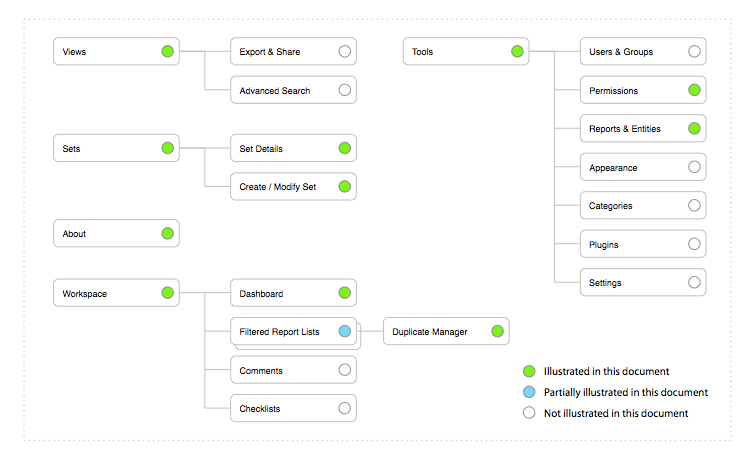 Views
Export & Share
Advanced Search
Sets
Set Details
Create / Modify Set
About
Workspace
Dashboard
Filtered Report Lists
Duplicate Manager
Comments
Checklists
Tools
Users & Groups
Permissions
Reports & Entities
Appearance
Categories
Plugins
Settings
Illustrated in this document
Partially illustrated in this document
Not illustrated in this document